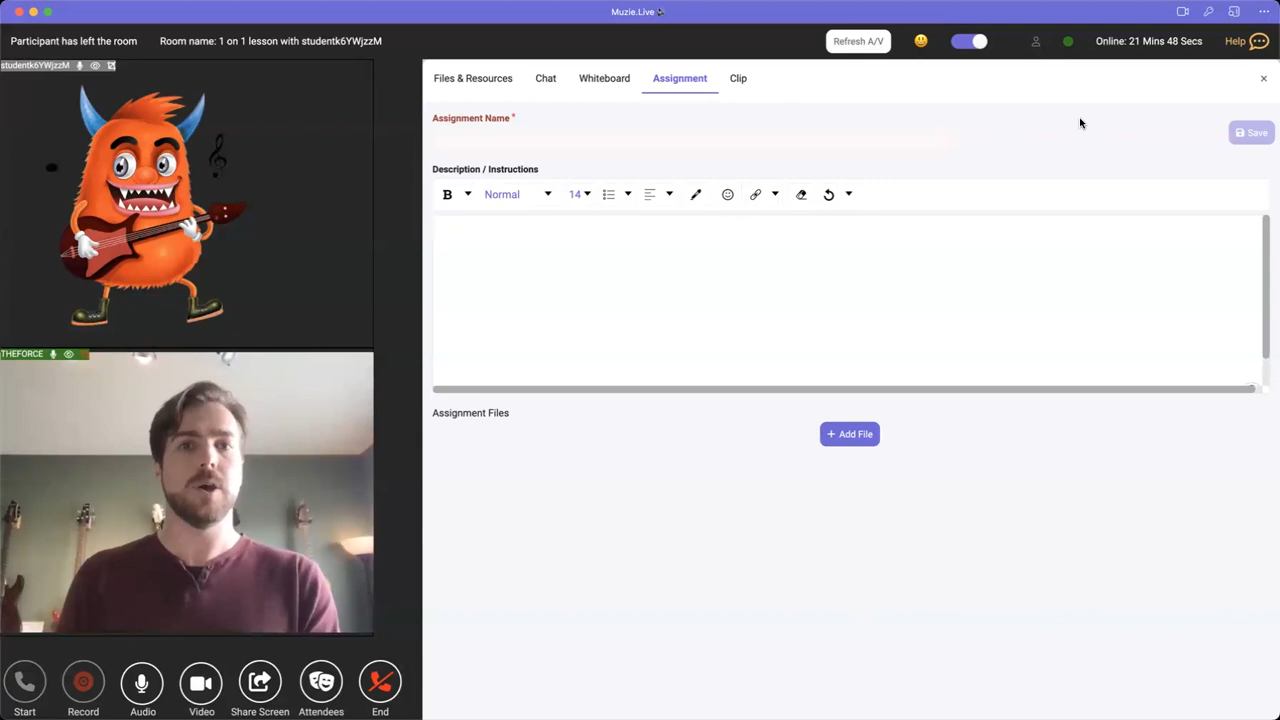 Muzie.Live
Participant has left the room
Room name: 1 on 1 lesson with studentk6YWjzzM
Refresh A/V
Online: 21 Mins 48 Secs
Help
studentk6YWjzzM
Files & Resources
Chat
Whiteboard
Assignment
Clip
Assignment Name *
Save
Description / Instructions
B
Normal
14
THEFORCE
Assignment Files
+ Add File
Start
Record
Audio
Video
Share Screen
Attendees
End